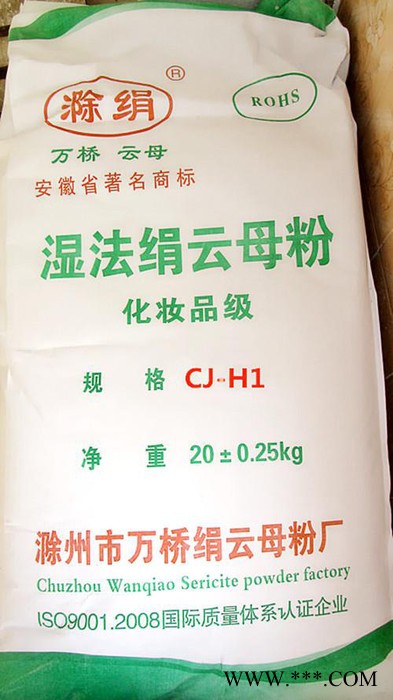 滁绢 ®
ROHS
万桥 云母
安徽省著名商标
湿法绢云母粉
化妆品级
规 格 CJ-H1
净 重 20±0.25kg
滁州市万桥绢云母粉厂
Chuzhou Wanqiao Sericite powder factory
ISO9001.2008国际质量体系认证企业
WWW.***.COM